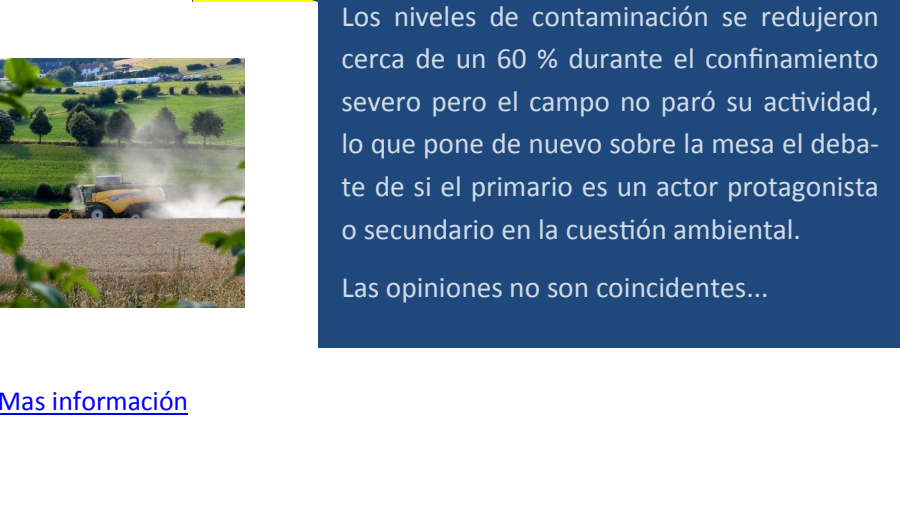 Los niveles de contaminación se redujeron
cerca de un 60 % durante el confinamiento
severo pero el campo no paró su actividad,
lo que pone de nuevo sobre la mesa el deba-
te de si el primario es un actor protagonista
o secundario en la cuestión ambiental.
Las opiniones no son coincidentes...
Mas información